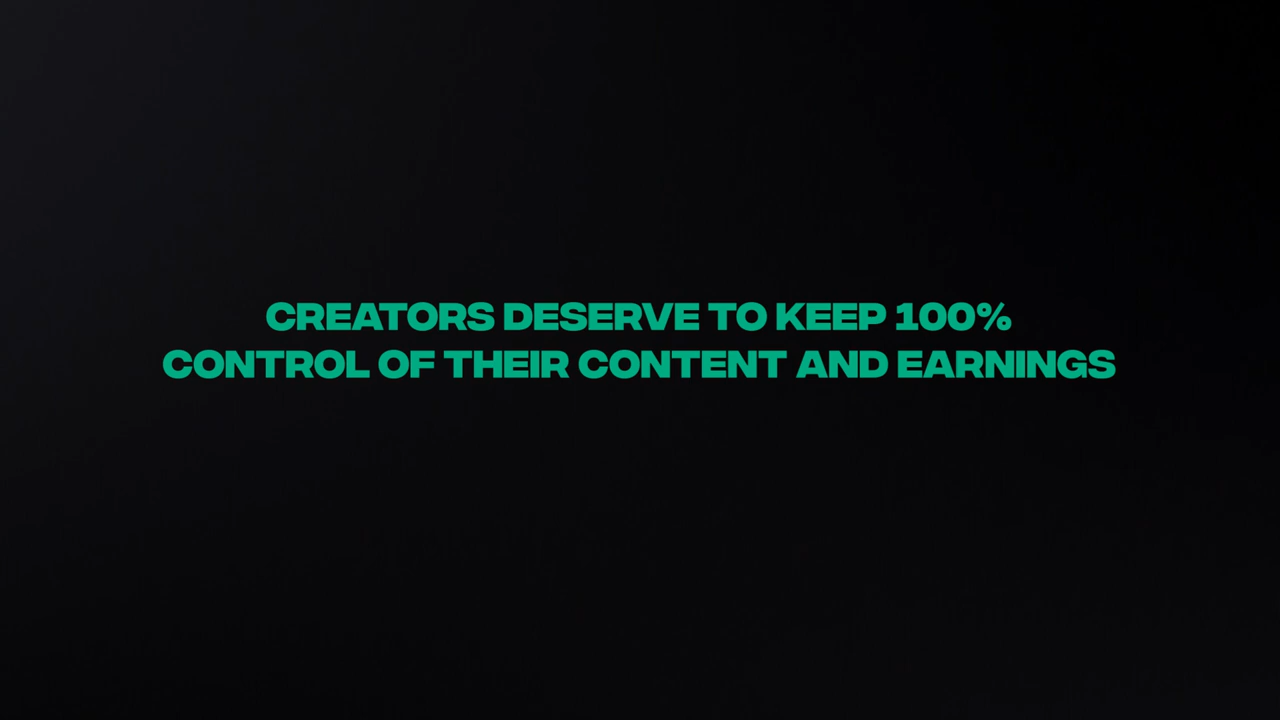 CREATORS DESERVE TO KEEP 100%
CONTROL OF THEIR CONTENT AND EARNINGS